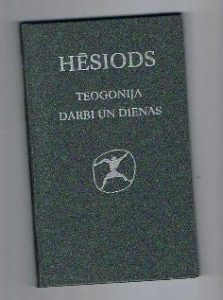 HĒSIODS
TEOGONIJA
DARBI UN DIENAS